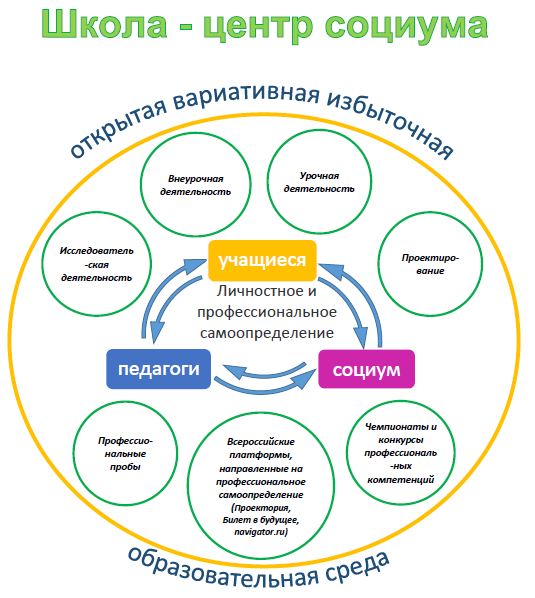 Школа - центр социума
открытая вариативная избыточная
Внеурочная
деятельность
Урочная
деятельность
Исследователь
-ская
деятельность
Проектиро-
вание
учащиеся
Личностное и
профессиональное
самоопределение
педагоги
социум
Профессио-
нальные
пробы
Всероссийские
платформы,
направленные на
профессиональное
самоопределение
(Проектория,
Билет в будущее,
navigator.ru)
Чемпионаты и
конкурсы
профессиональ
-ных
компетенций
образовательная среда